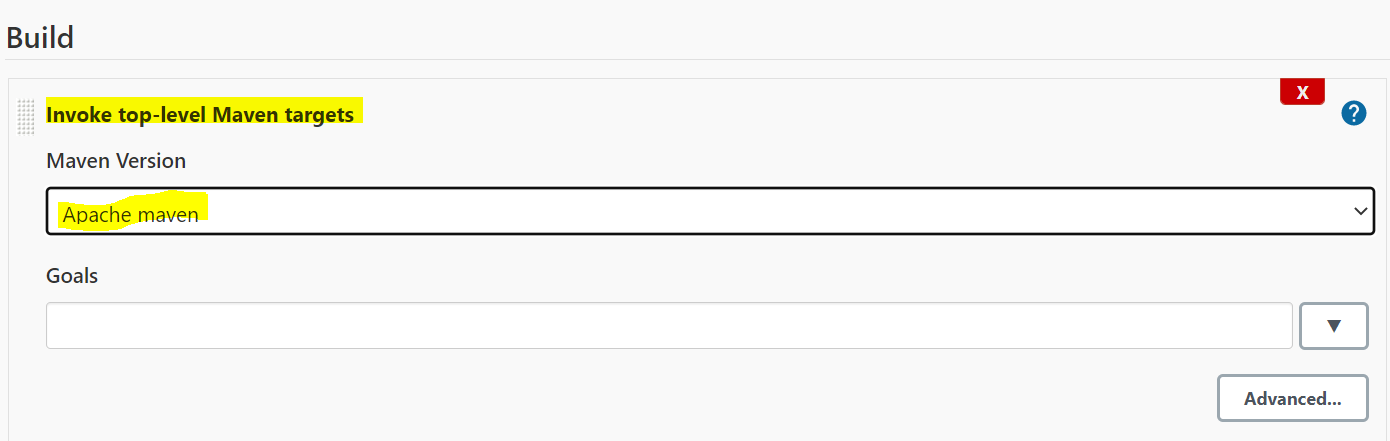 Build
X
Invoke top-level Maven targets
?
Maven Version
Apache maven
Goals
▼
Advanced...